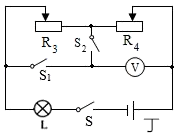 R₃ S₂ R₄
S₁ V
L S 丁